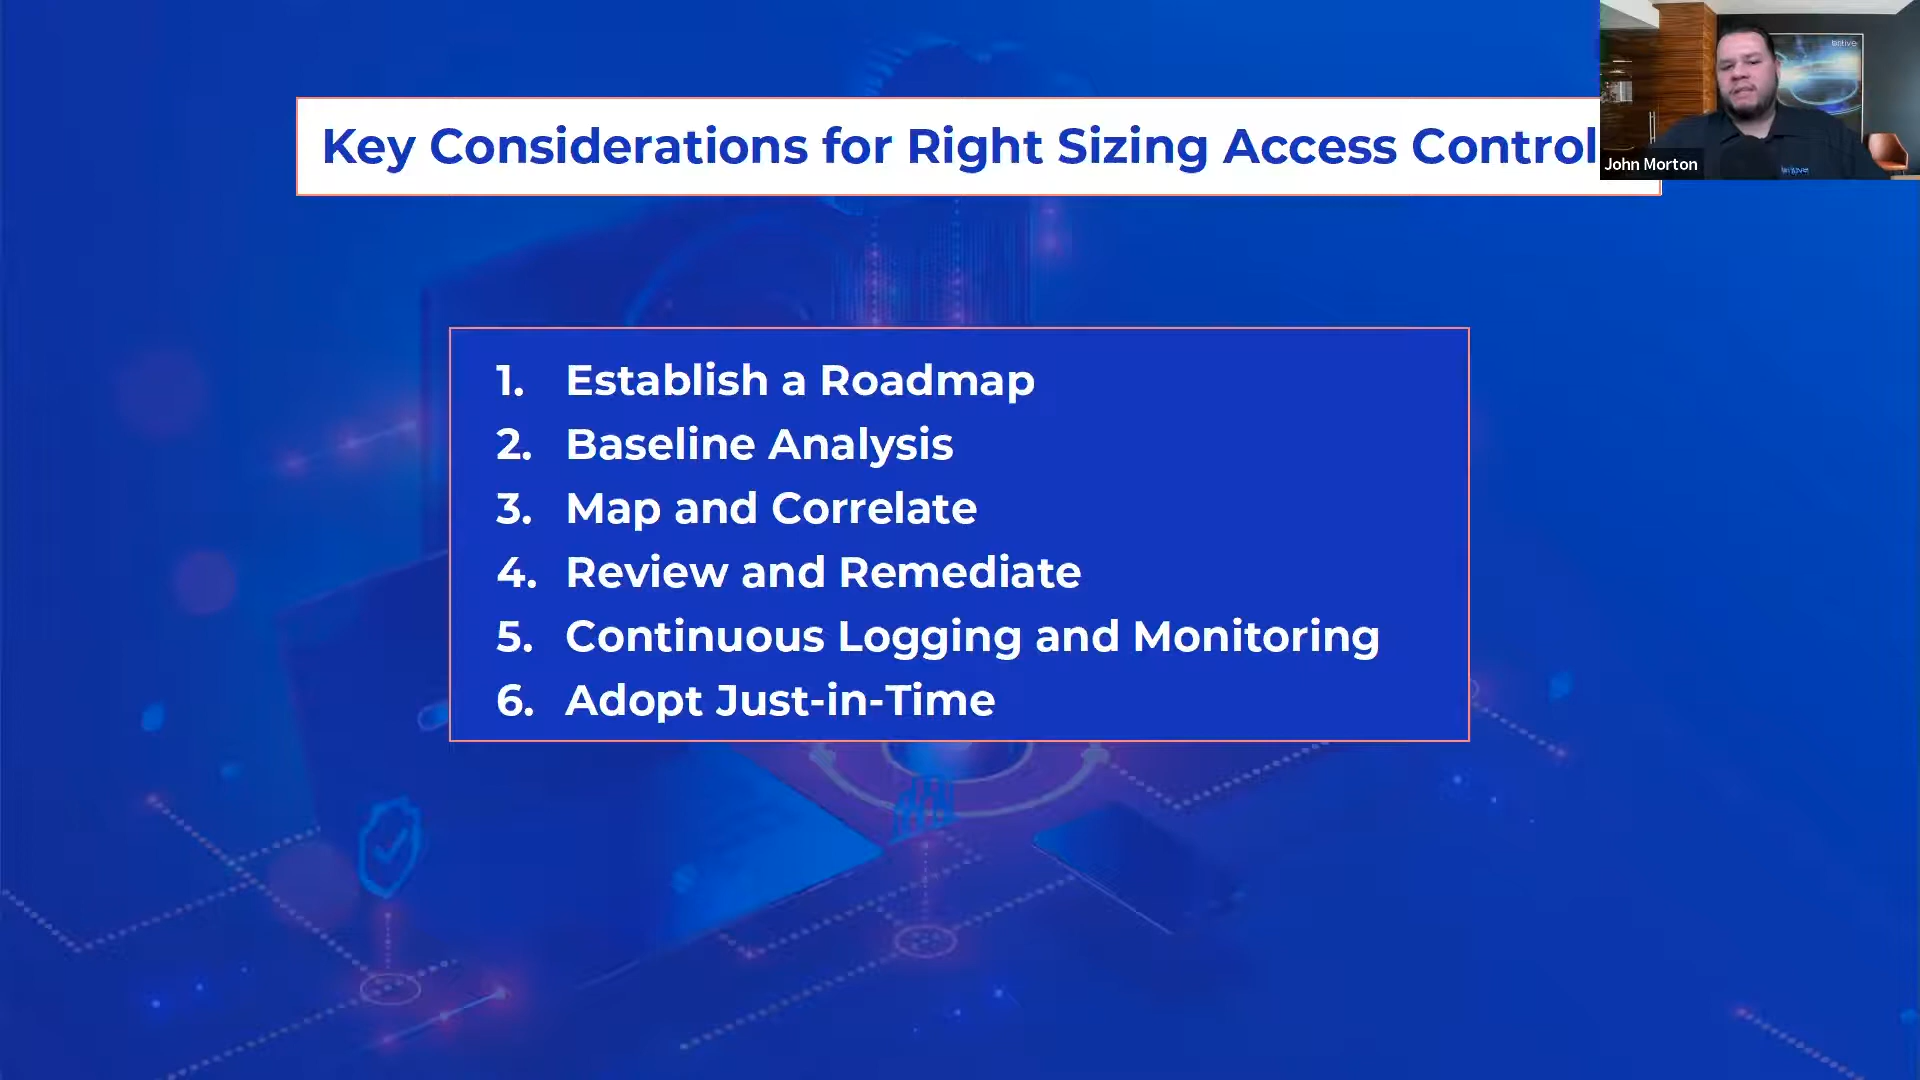 Key Considerations for Right Sizing Access Control
John Morton
1. Establish a Roadmap
2. Baseline Analysis
3. Map and Correlate
4. Review and Remediate
5. Continuous Logging and Monitoring
6. Adopt Just-in-Time